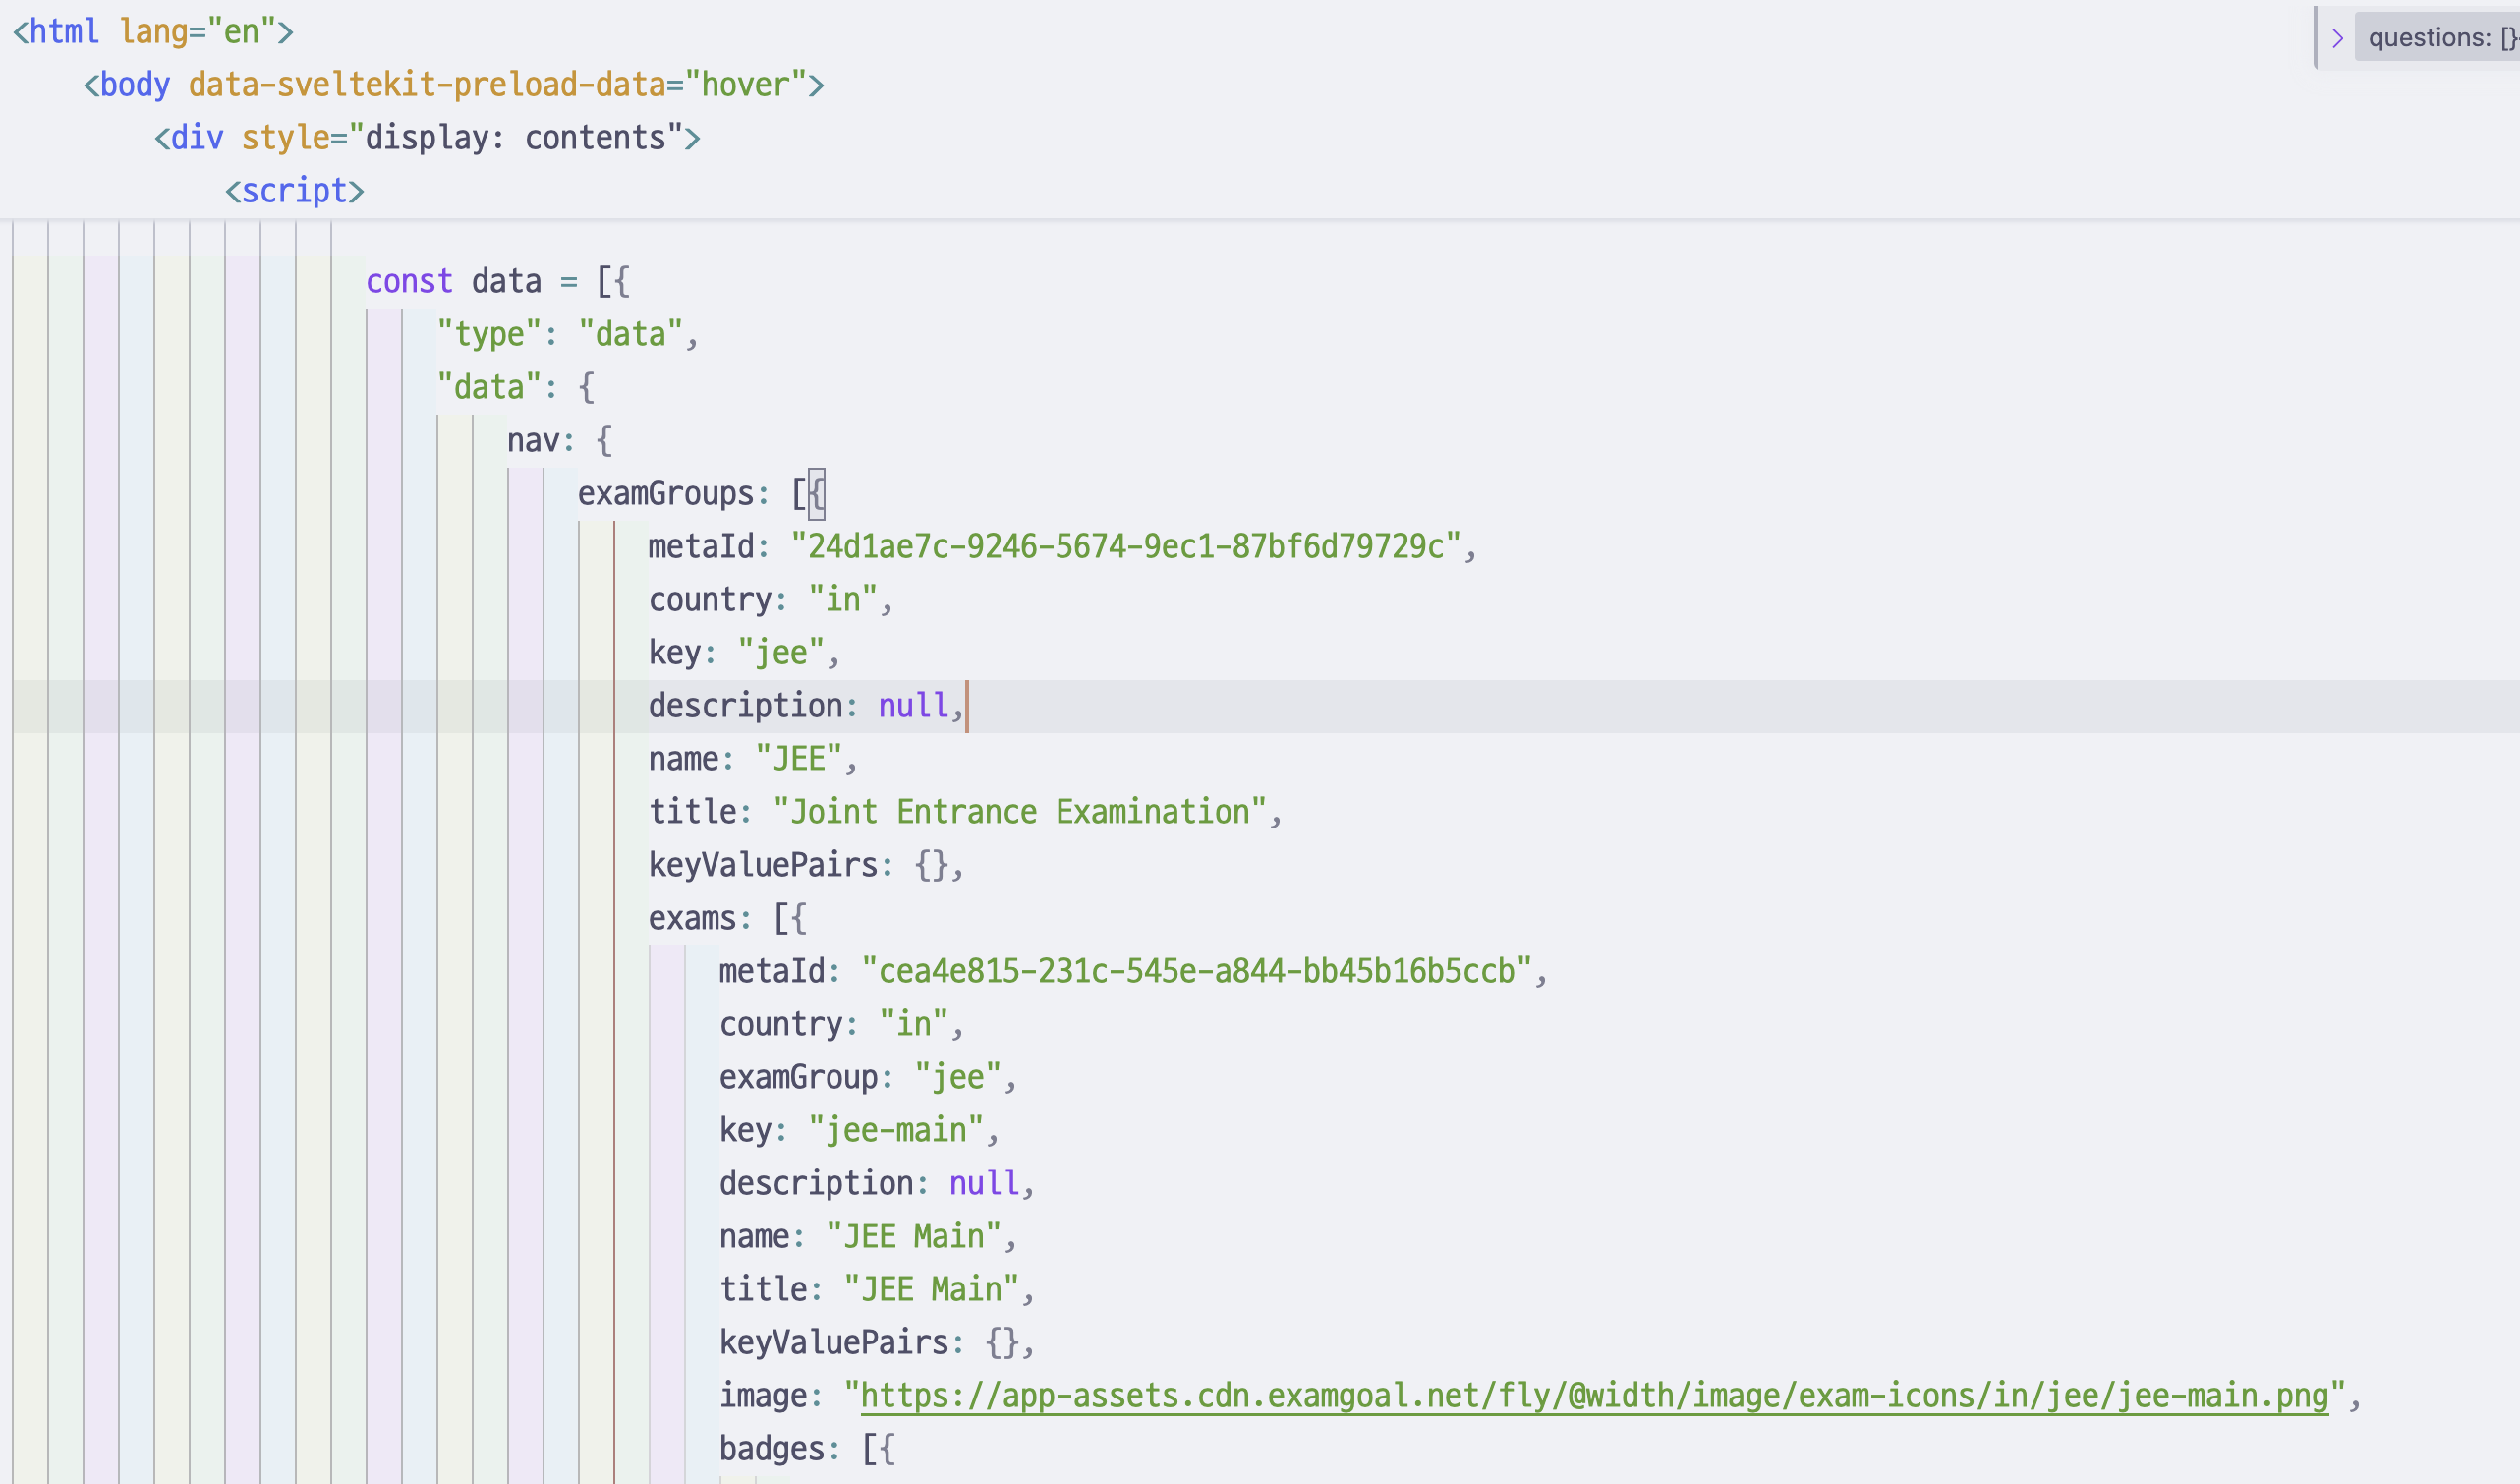 <html lang="en">
<body data-sveltekit-preload-data="hover">
<div style="display: contents">
<script>
questions: []
const data = [{
"type": "data",
"data": {
nav: {
examGroups: [{
metaId: "24d1ae7c-9246-5674-9ec1-87bf6d79729c",
country: "in",
key: "jee",
description: null,
name: "JEE",
title: "Joint Entrance Examination",
keyValuePairs: {},
exams: [{
metaId: "cea4e815-231c-545e-a844-bb45b16b5ccb",
country: "in",
examGroup: "jee",
key: "jee-main",
description: null,
name: "JEE Main",
title: "JEE Main",
keyValuePairs: {},
image: "https://app-assets.cdn.examgoal.net/fly/@width/image/exam-icons/in/jee/jee-main.png",
badges: [{